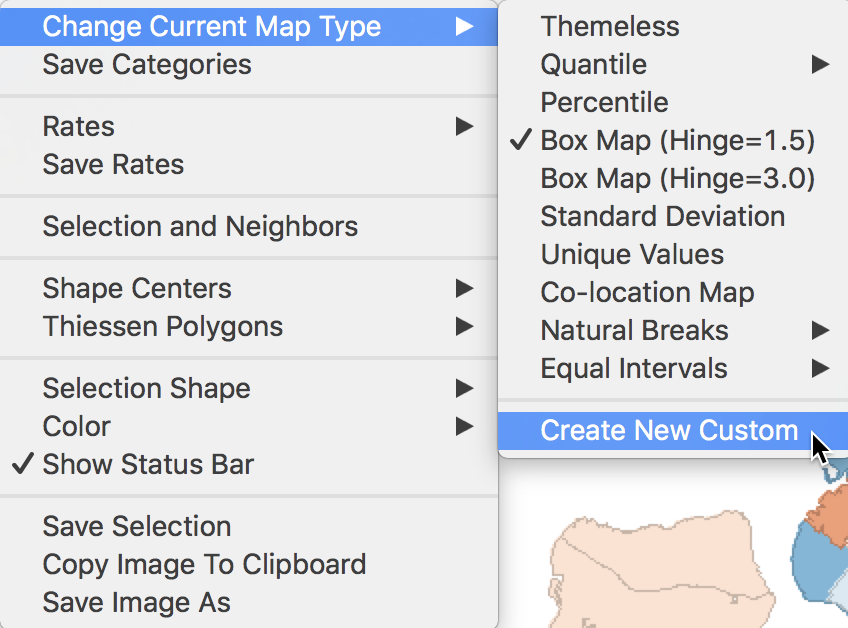 Change Current Map Type
Save Categories
Rates
Save Rates
Selection and Neighbors
Shape Centers
Thiessen Polygons
Selection Shape
Color
Show Status Bar
Save Selection
Copy Image To Clipboard
Save Image As
Themeless
Quantile
Percentile
Box Map (Hinge=1.5)
Box Map (Hinge=3.0)
Standard Deviation
Unique Values
Co-location Map
Natural Breaks
Equal Intervals
Create New Custom